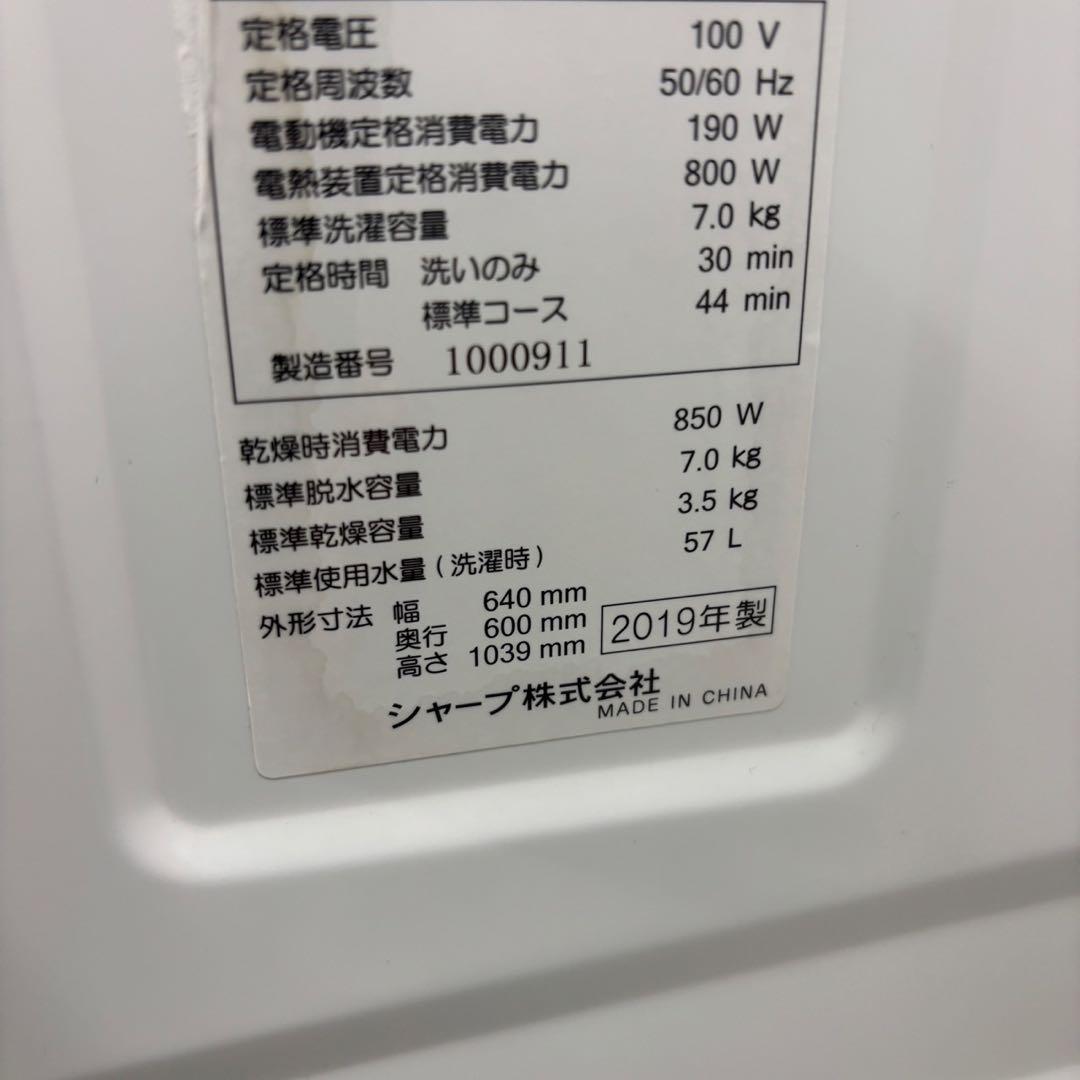 定格電圧 100 V
定格周波数 50/60 Hz
電動機定格消費電力 190 W
電熱装置定格消費電力 800 W
標準洗濯容量 7.0 kg
定格時間 洗いのみ 30 min
標準コース 44 min
製造番号 1000911
乾燥時消費電力 850 W
標準脱水容量 7.0 kg
標準乾燥容量 3.5 kg
標準使用水量(洗濯時) 57 L
外形寸法 幅 640 mm
奥行 600 mm
高さ 1039 mm
2019年製
シャープ株式会社
MADE IN CHINA